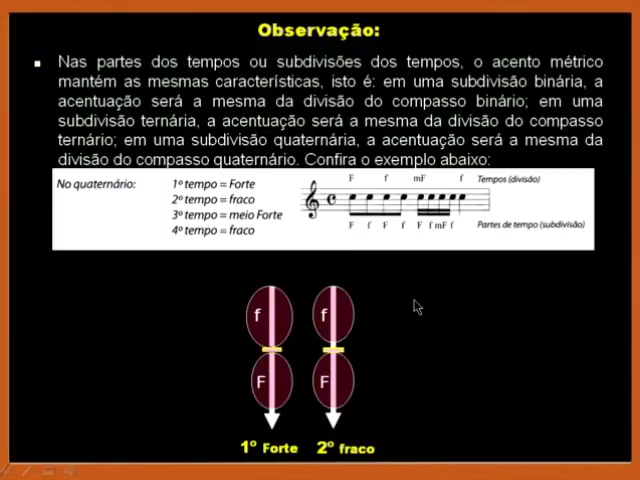 Observação:
Nas partes dos tempos ou subdivisões dos tempos, o acento métrico
mantém as mesmas características, isto é: em uma subdivisão binária, a
acentuação será a mesma da divisão do compasso binário; em uma
subdivisão ternária, a acentuação será a mesma da divisão do compasso
ternário; em uma subdivisão quaternária, a acentuação será a mesma da
divisão do compasso quaternário. Confira o exemplo abaixo:
No quaternário:
1º tempo = Forte
2º tempo = fraco
3º tempo = meio Forte
4º tempo = fraco
F f mF f Tempos (divisão)
F f F f F f mF f Partes de tempo (subdivisão)
f f
F F
1º Forte 2º fraco